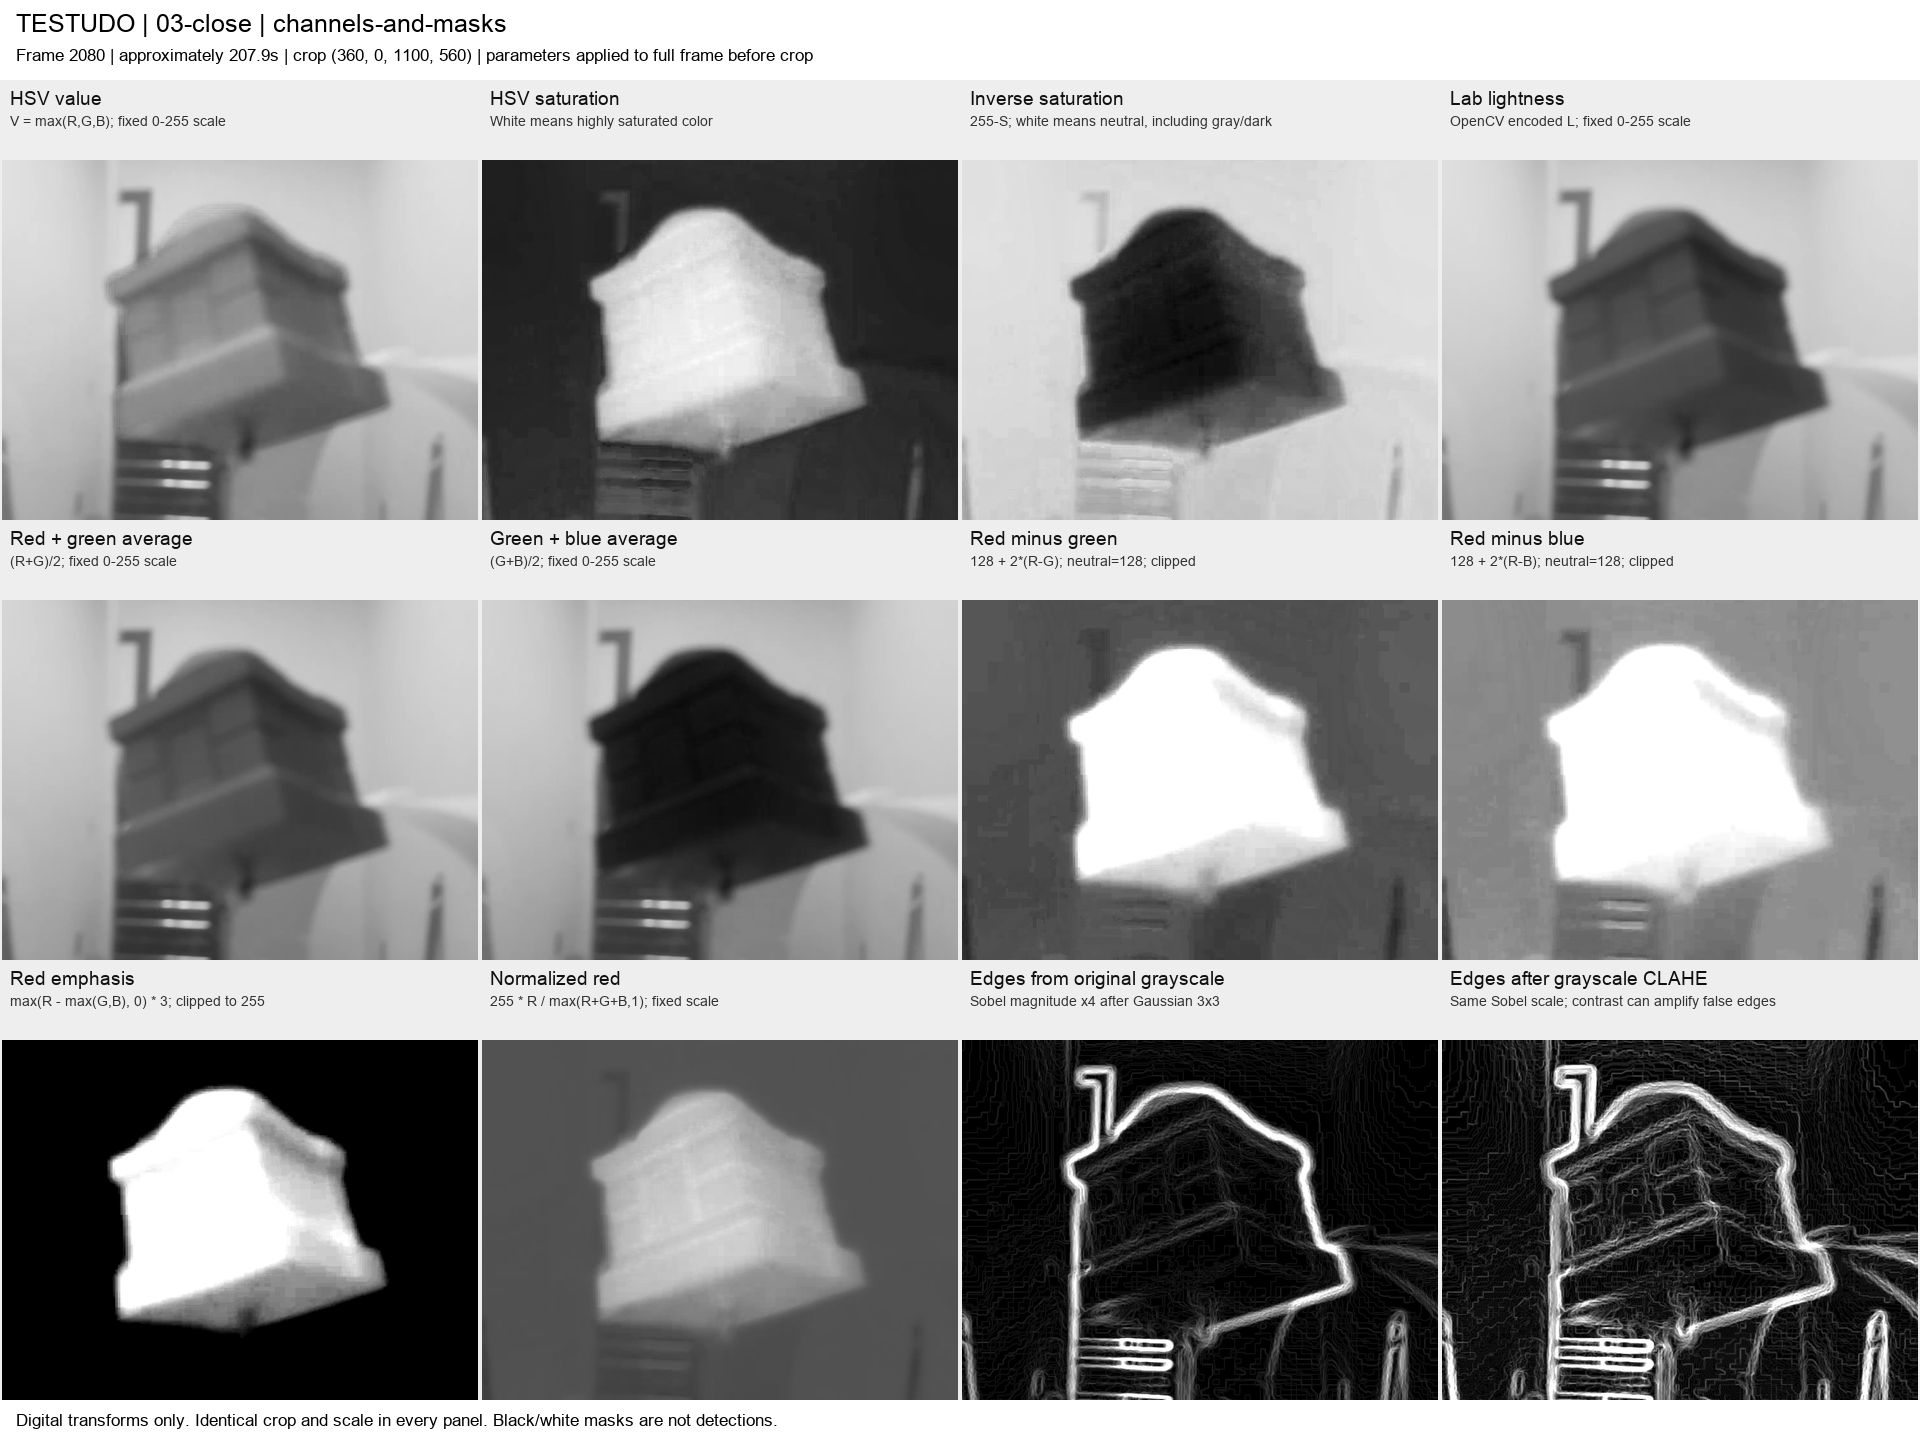 TESTUDO | 03-close | channels-and-masks
Frame 2080 | approximately 207.9s | crop (360, 0, 1100, 560) | parameters applied to full frame before crop
HSV value
V = max(R,G,B); fixed 0-255 scale
HSV saturation
White means highly saturated color
Inverse saturation
255-S; white means neutral, including gray/dark
Lab lightness
OpenCV encoded L; fixed 0-255 scale
Red + green average
(R+G)/2; fixed 0-255 scale
Green + blue average
(G+B)/2; fixed 0-255 scale
Red minus green
128 + 2*(R-G); neutral=128; clipped
Red minus blue
128 + 2*(R-B); neutral=128; clipped
Red emphasis
max(R - max(G,B), 0) * 3; clipped to 255
Normalized red
255 * R / max(R+G+B,1); fixed scale
Edges from original grayscale
Sobel magnitude x4 after Gaussian 3x3
Edges after grayscale CLAHE
Same Sobel scale; contrast can amplify false edges
Digital transforms only. Identical crop and scale in every panel. Black/white masks are not detections.